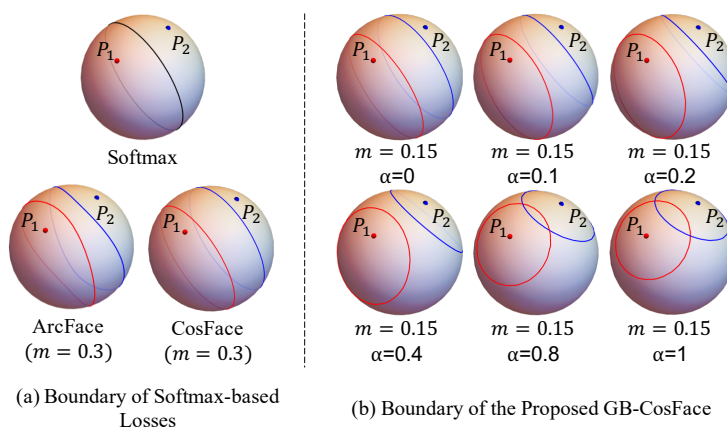 P₁ P₂
Softmax
P₁ P₂
P₁ P₂
ArcFace
(m = 0.3)
CosFace
(m = 0.3)
(a) Boundary of Softmax-based
Losses
P₁ P₂
m = 0.15
α=0
P₁ P₂
m = 0.15
α=0.1
P₁ P₂
m = 0.15
α=0.2
P₁ P₂
m = 0.15
α=0.4
P₁ P₂
m = 0.15
α=0.8
P₁ P₂
m = 0.15
α=1
(b) Boundary of the Proposed GB-CosFace